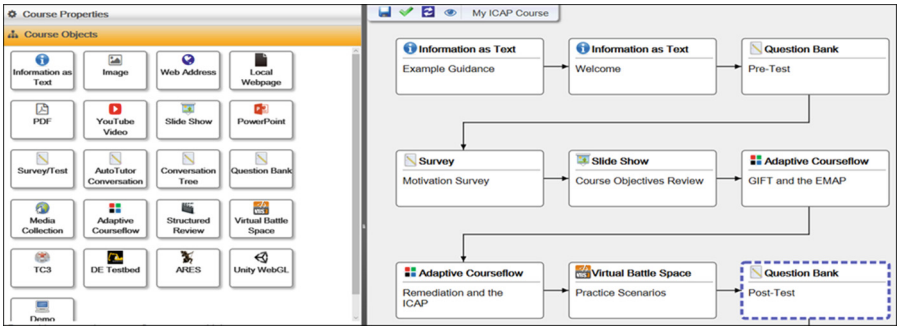 Course Properties
Course Objects
Information as
Text
Image
Web Address
Local
Webpage
PDF
YouTube
Video
Slide Show
PowerPoint
Survey/Test
AutoTutor
Conversation
Conversation
Tree
Question Bank
Media
Collection
Adaptive
Courseflow
Structured
Review
Virtual Battle
Space
TC3
DE Testbed
ARES
Unity WebGL
Demo
My ICAP Course
Information as Text
Example Guidance
Information as Text
Welcome
Question Bank
Pre-Test
Survey
Motivation Survey
Slide Show
Course Objectives Review
Adaptive Courseflow
GIFT and the EMAP
Adaptive Courseflow
Remediation and the
ICAP
Virtual Battle Space
Practice Scenarios
Question Bank
Post-Test